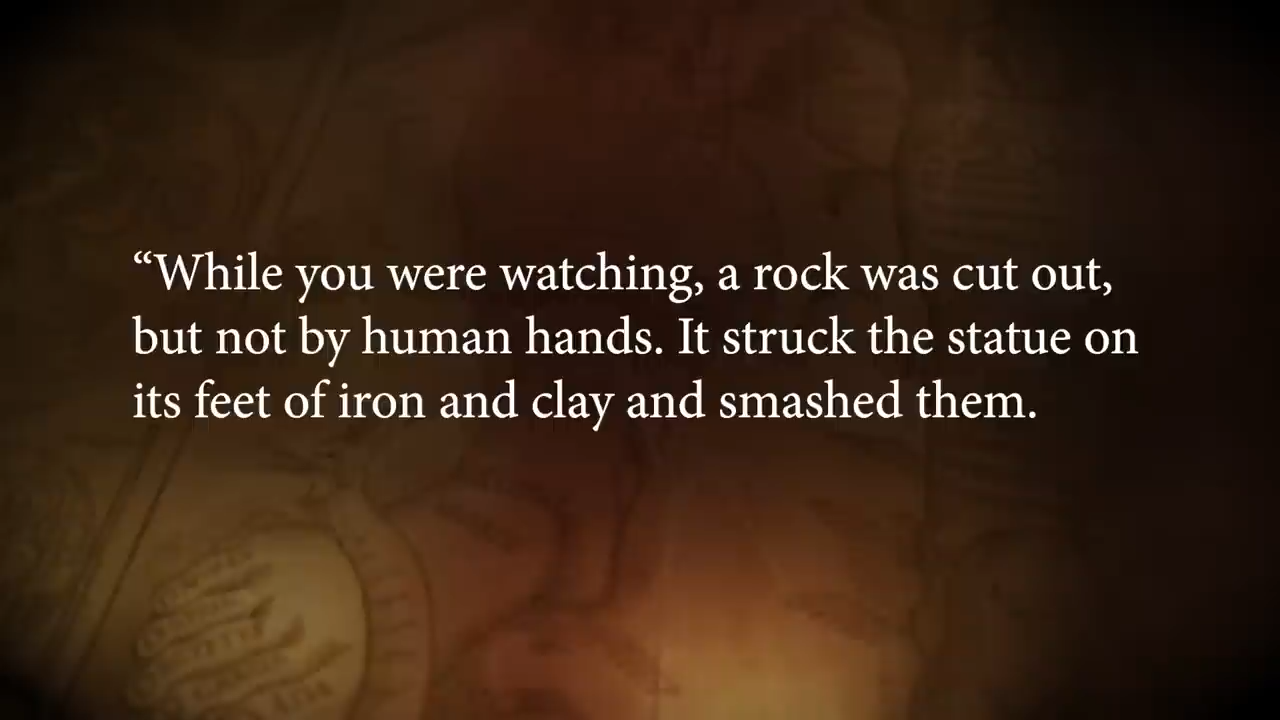 “While you were watching, a rock was cut out,
but not by human hands. It struck the statue on
its feet of iron and clay and smashed them.